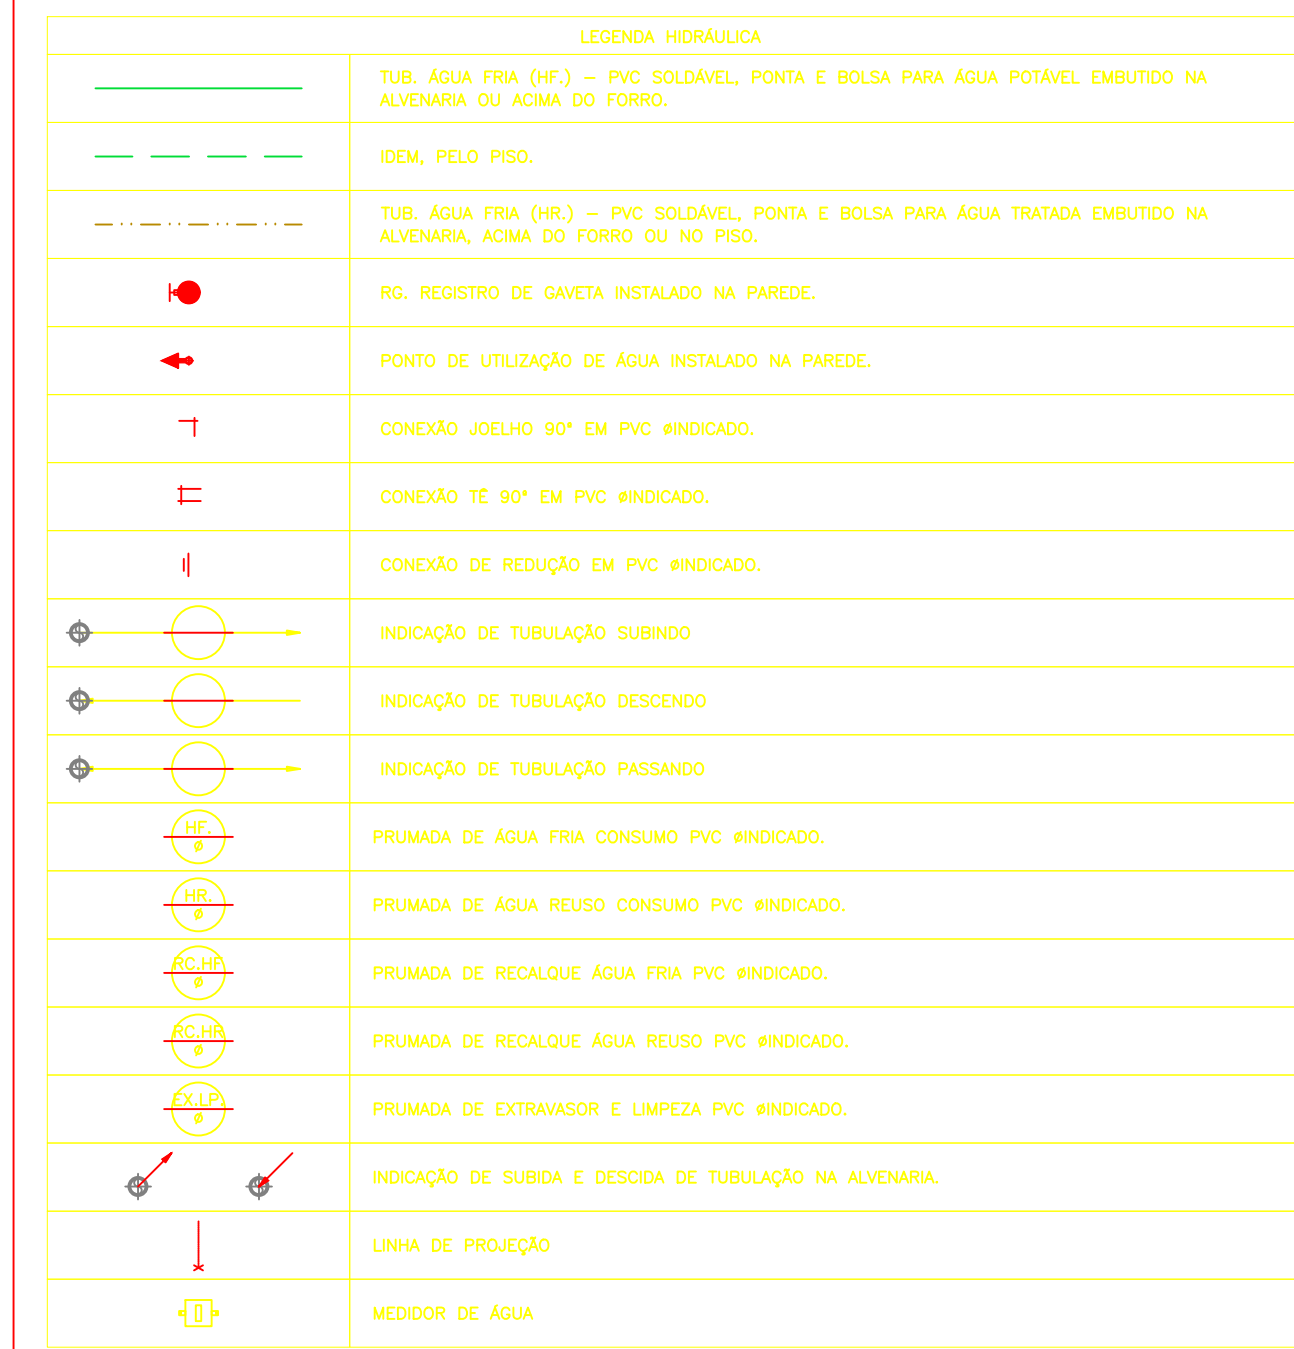 LEGENDA HIDRÁULICA
TUB. ÁGUA FRIA (HF.) – PVC SOLDÁVEL, PONTA E BOLSA PARA ÁGUA POTÁVEL EMBUTIDO NA
ALVENARIA OU ACIMA DO FORRO.
IDEM, PELO PISO.
TUB. ÁGUA FRIA (HR.) – PVC SOLDÁVEL, PONTA E BOLSA PARA ÁGUA TRATADA EMBUTIDO NA
ALVENARIA, ACIMA DO FORRO OU NO PISO.
RG. REGISTRO DE GAVETA INSTALADO NA PAREDE.
PONTO DE UTILIZAÇÃO DE ÁGUA INSTALADO NA PAREDE.
CONEXÃO JOELHO 90° EM PVC ØINDICADO.
CONEXÃO TÊ 90° EM PVC ØINDICADO.
CONEXÃO DE REDUÇÃO EM PVC ØINDICADO.
INDICAÇÃO DE TUBULAÇÃO SUBINDO
INDICAÇÃO DE TUBULAÇÃO DESCENDO
INDICAÇÃO DE TUBULAÇÃO PASSANDO
HF.
Ø
PRUMADA DE ÁGUA FRIA CONSUMO PVC ØINDICADO.
HR.
Ø
PRUMADA DE ÁGUA REUSO CONSUMO PVC ØINDICADO.
RC.HF
Ø
PRUMADA DE RECALQUE ÁGUA FRIA PVC ØINDICADO.
RC.HR
Ø
PRUMADA DE RECALQUE ÁGUA REUSO PVC ØINDICADO.
EX.LP.
Ø
PRUMADA DE EXTRAVASOR E LIMPEZA PVC ØINDICADO.
INDICAÇÃO DE SUBIDA E DESCIDA DE TUBULAÇÃO NA ALVENARIA.
LINHA DE PROJEÇÃO
MEDIDOR DE ÁGUA